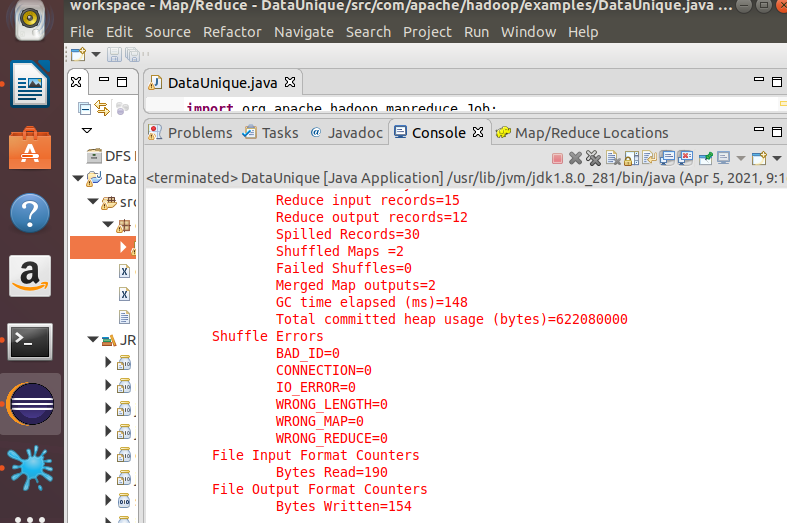 workspace - Map/Reduce - DataUnique/src/com/apache/hadoop/examples/DataUnique.java ...
File Edit Source Refactor Navigate Search Project Run Window Help
DataUnique.java
import org.apache.hadoop.mapreduce.Job;
Problems Tasks @ Javadoc Console Map/Reduce Locations
<terminated> DataUnique [Java Application] /usr/lib/jvm/jdk1.8.0_281/bin/java (Apr 5, 2021, 9:1
DFS
Data
src
JR
Reduce input records=15
Reduce output records=12
Spilled Records=30
Shuffled Maps =2
Failed Shuffles=0
Merged Map outputs=2
GC time elapsed (ms)=148
Total committed heap usage (bytes)=622080000
Shuffle Errors
BAD_ID=0
CONNECTION=0
IO_ERROR=0
WRONG_LENGTH=0
WRONG_MAP=0
WRONG_REDUCE=0
File Input Format Counters
Bytes Read=190
File Output Format Counters
Bytes Written=154